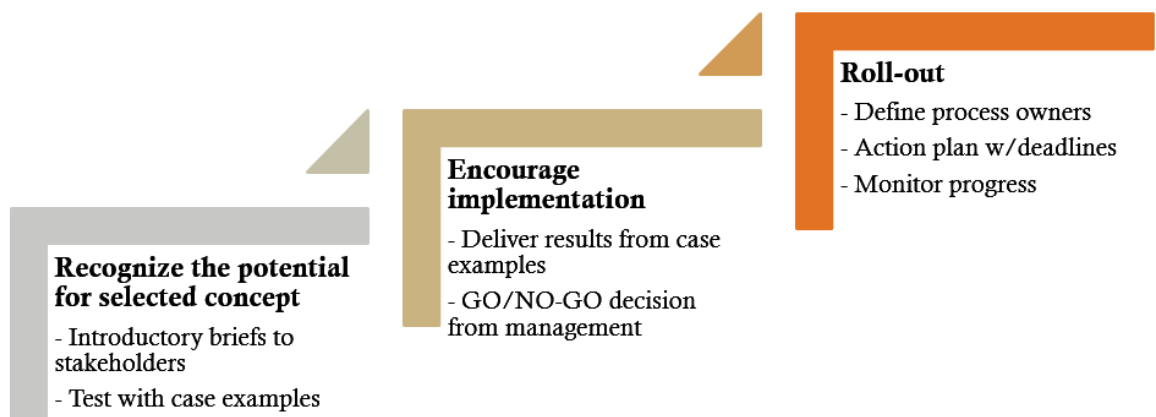 Recognize the potential
for selected concept
- Introductory briefs to
stakeholders
- Test with case examples
Encourage
implementation
- Deliver results from case
examples
- GO/NO-GO decision
from management
Roll-out
- Define process owners
- Action plan w/deadlines
- Monitor progress